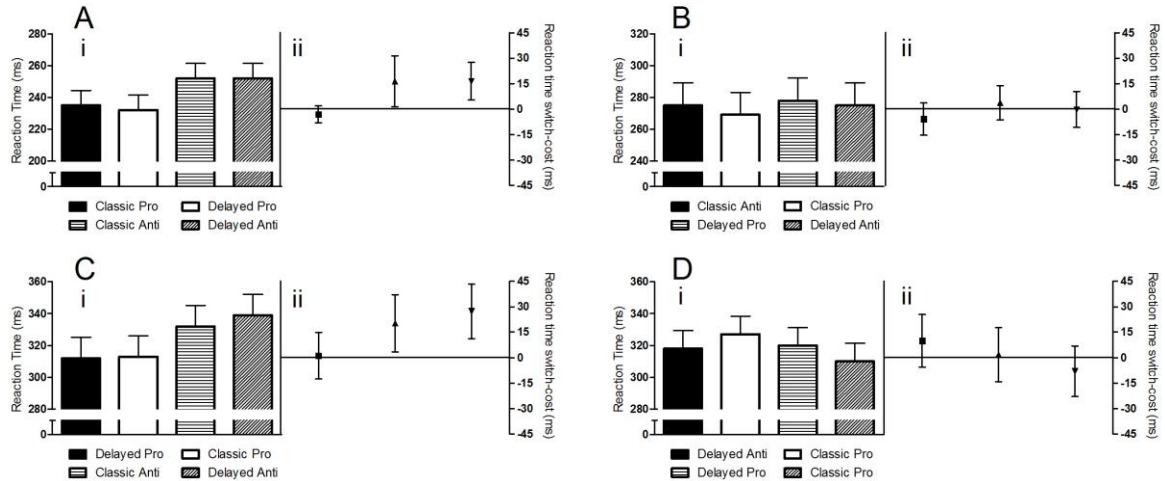 A
i
ii
Reaction Time (ms)
280
260
240
220
200
0
Reaction time switch-cost (ms)
45
30
15
0
-15
-30
-45
Classic Pro
Delayed Pro
Classic Anti
Delayed Anti
B
i
ii
Reaction Time (ms)
320
300
280
260
240
0
Reaction time switch-cost (ms)
45
30
15
0
-15
-30
-45
Classic Anti
Classic Pro
Delayed Pro
Delayed Anti
C
i
ii
Reaction Time (ms)
360
340
320
300
280
0
Reaction time switch-cost (ms)
45
30
15
0
-15
-30
-45
Delayed Pro
Classic Pro
Classic Anti
Delayed Anti
D
i
ii
Reaction Time (ms)
360
340
320
300
280
0
Reaction time switch-cost (ms)
45
30
15
0
-15
-30
-45
Delayed Anti
Classic Pro
Delayed Pro
Classic Pro